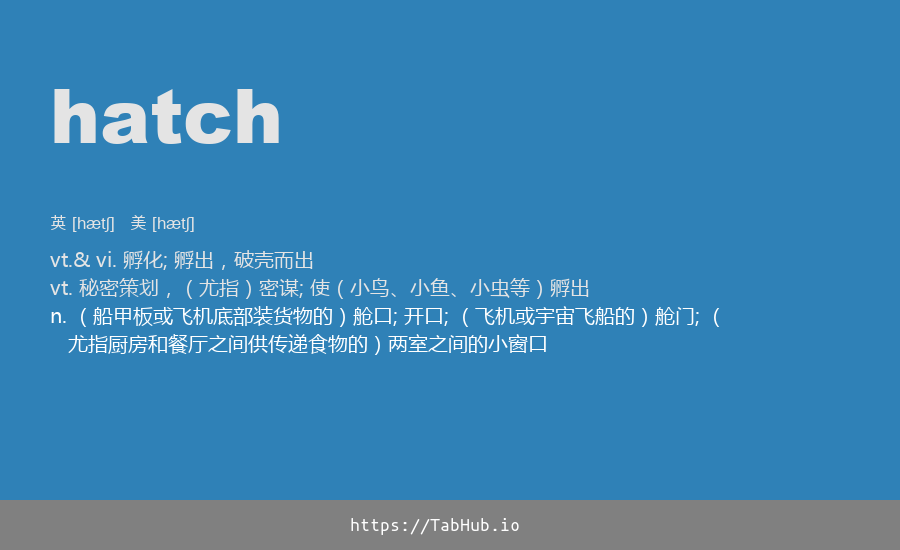 hatch
英 [hætʃ]   美 [hætʃ]
vt.& vi. 孵化; 孵出，破壳而出
vt. 秘密策划，（尤指）密谋; 使（小鸟、小鱼、小虫等）孵出
n. （船甲板或飞机底部装货物的）舱口; 开口; （飞机或宇宙飞船的）舱门; （
尤指厨房和餐厅之间供传递食物的）两室之间的小窗口
https://TabHub.io